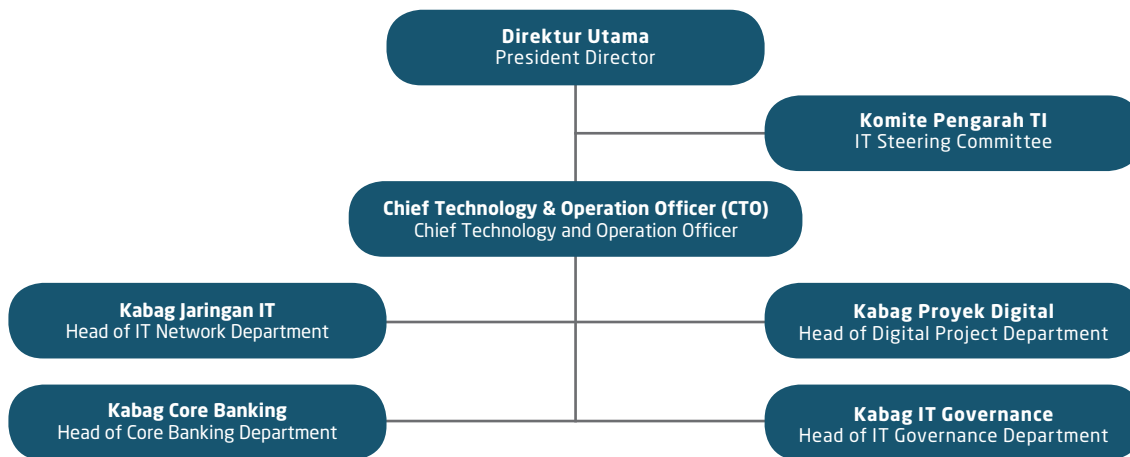 Direktur Utama
President Director
Komite Pengarah TI
IT Steering Committee
Chief Technology & Operation Officer (CTO)
Chief Technology and Operation Officer
Kabag Jaringan IT
Head of IT Network Department
Kabag Proyek Digital
Head of Digital Project Department
Kabag Core Banking
Head of Core Banking Department
Kabag IT Governance
Head of IT Governance Department